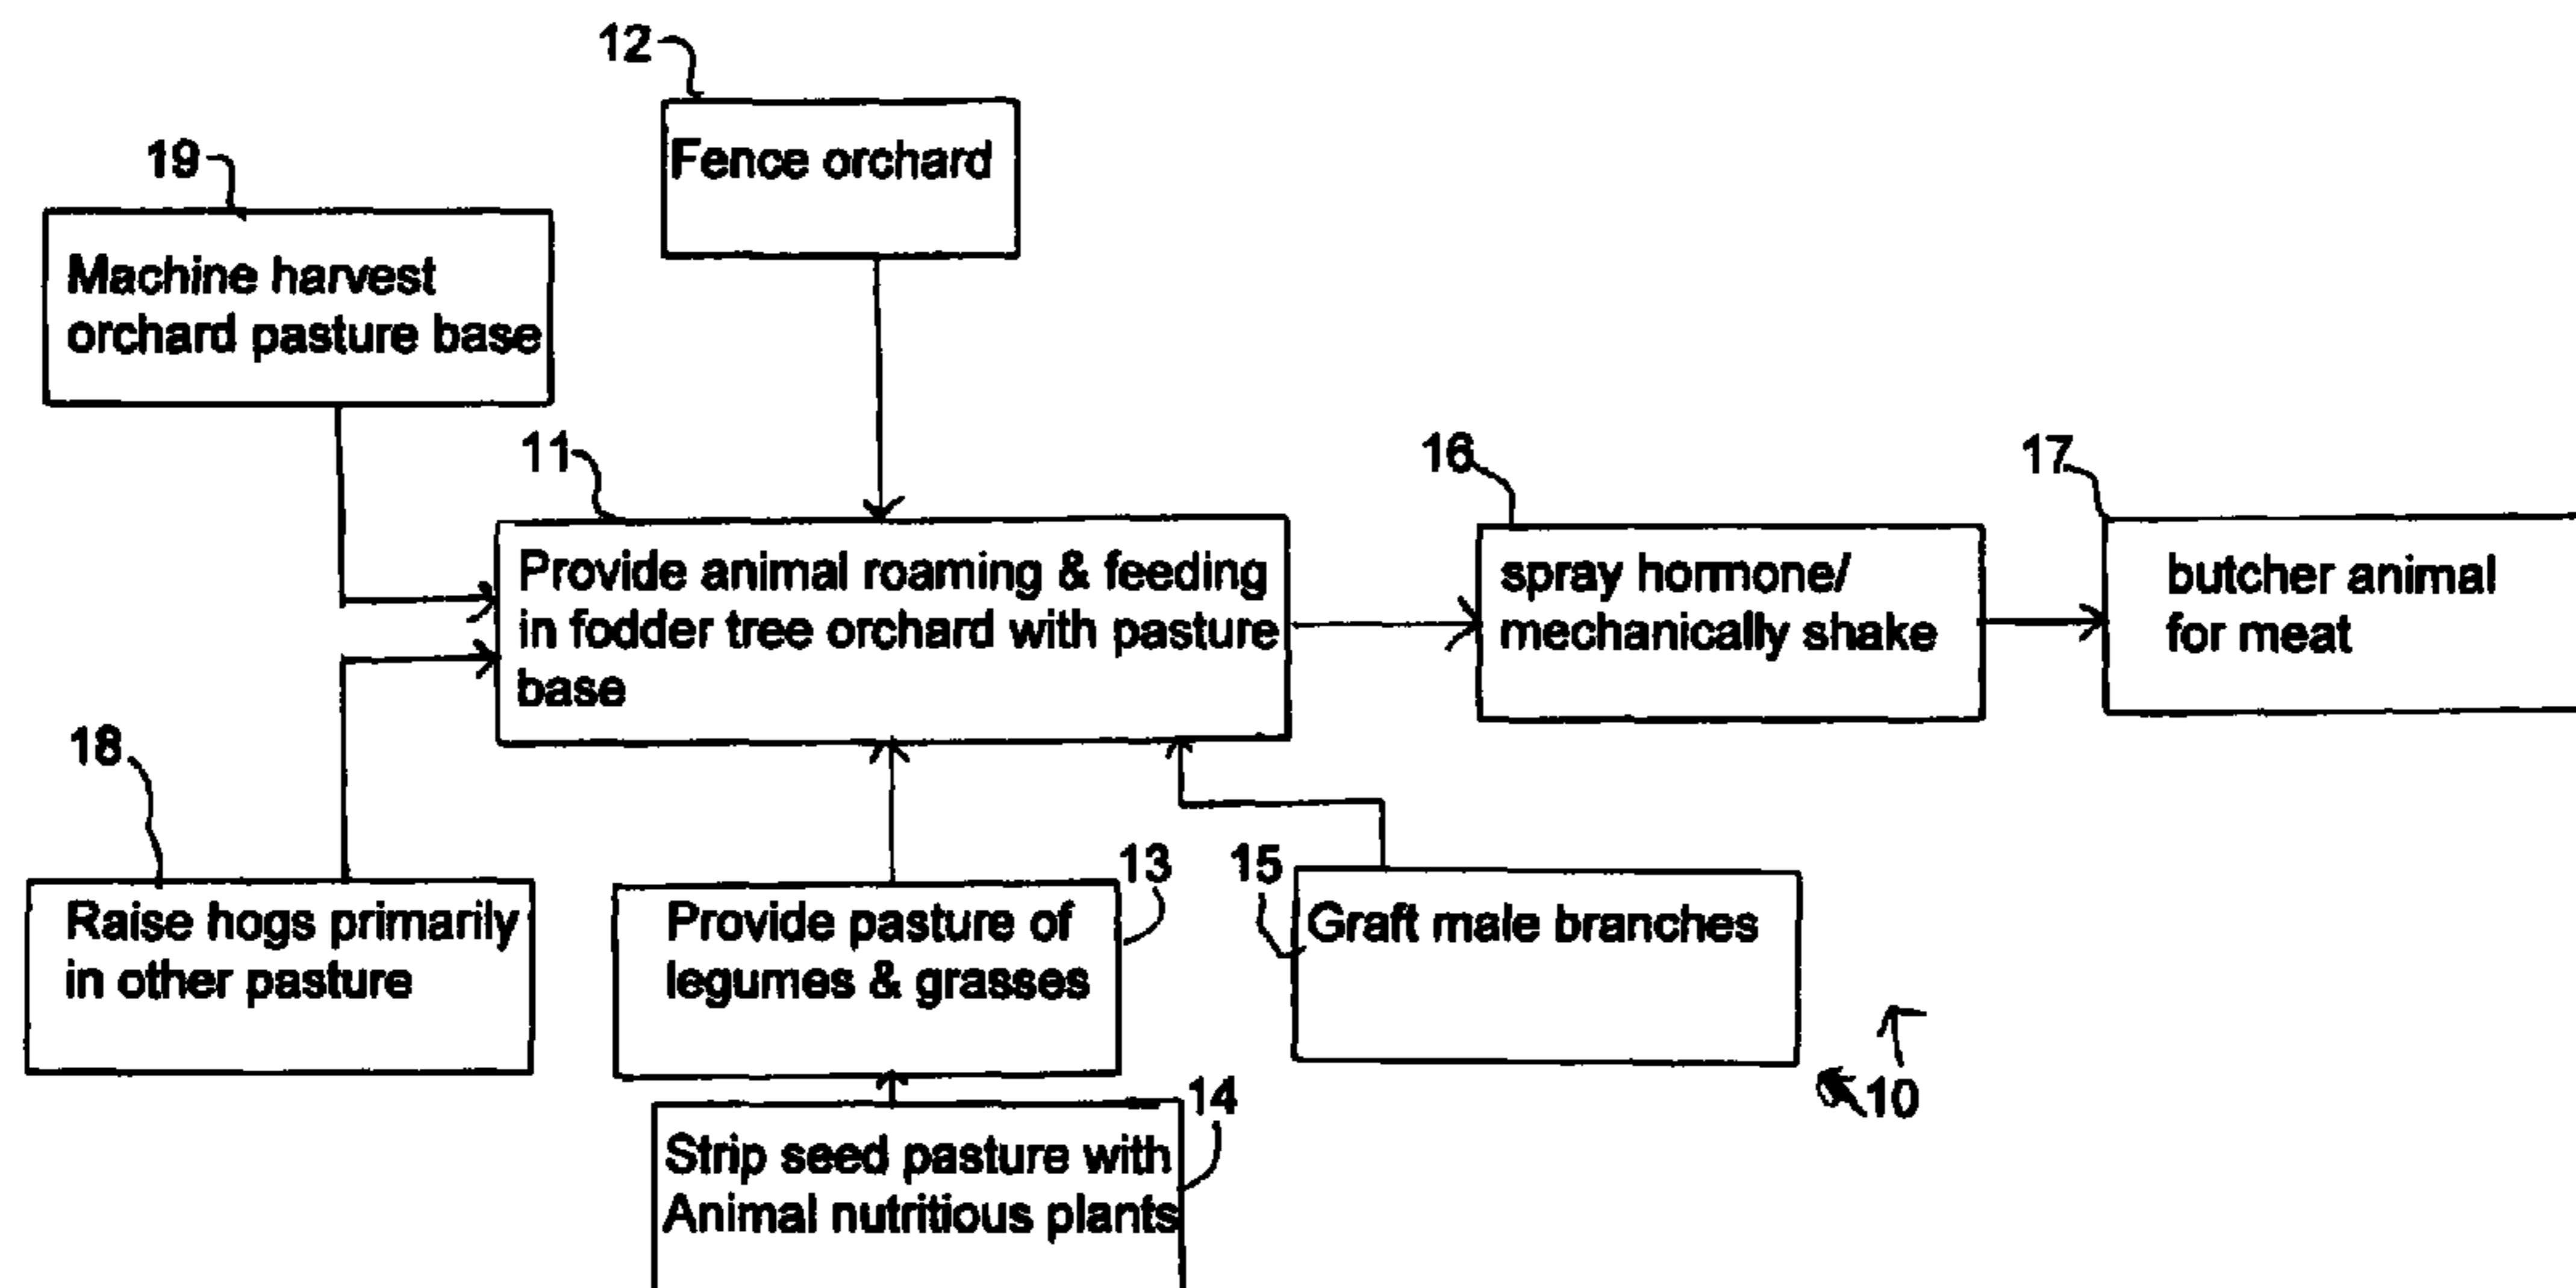 12
Fence orchard
19
Machine harvest
orchard pasture base
11
Provide animal roaming & feeding
in fodder tree orchard with pasture
base
16
spray hormone/
mechanically shake
17
butcher animal
for meat
18
Raise hogs primarily
in other pasture
13
Provide pasture of
legumes & grasses
15
Graft male branches
14
Strip seed pasture with
Animal nutritious plants
10